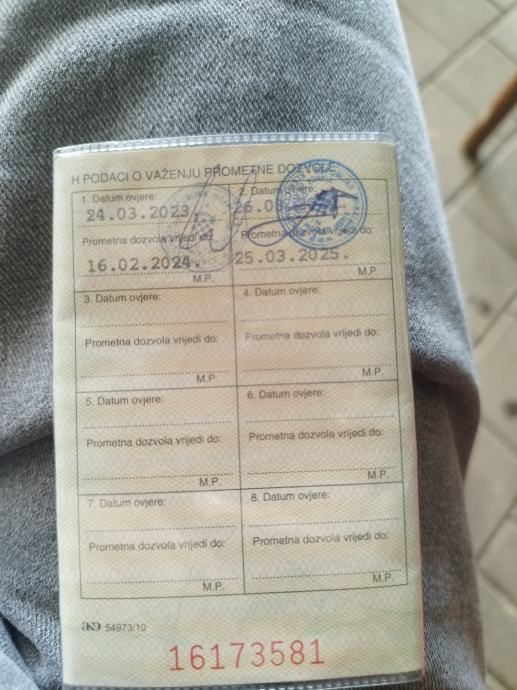 H PODACI O VAŽENJU PROMETNE DOZVOLE
1. Datum ovjere:
24.03.2023.
Prometna dozvola vrijedi do:
16.02.2024.
M.P.
2. Datum ovjere:
26.0
Prometna dozvola vrijedi do:
25.03.2025.
M.P.
3. Datum ovjere:
Prometna dozvola vrijedi do:
M.P.
4. Datum ovjere:
Prometna dozvola vrijedi do:
M.P.
5. Datum ovjere:
Prometna dozvola vrijedi do:
M.P.
6. Datum ovjere:
Prometna dozvola vrijedi do:
M.P.
7. Datum ovjere:
Prometna dozvola vrijedi do:
M.P.
8. Datum ovjere:
Prometna dozvola vrijedi do:
M.P.
AKD 54973/10
16173581